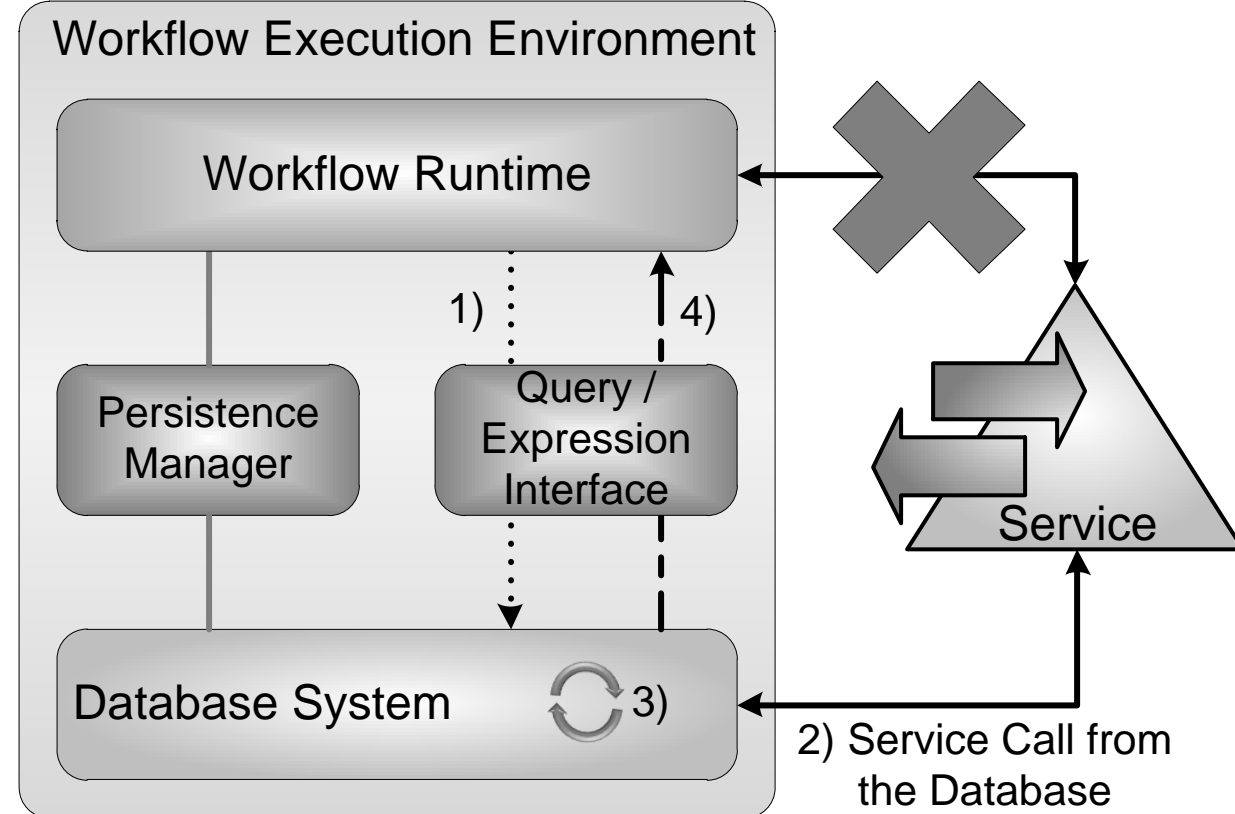 Workflow Execution Environment
Workflow Runtime
1)
4)
Persistence
Manager
Query /
Expression
Interface
Service
Database System
3)
2) Service Call from
the Database